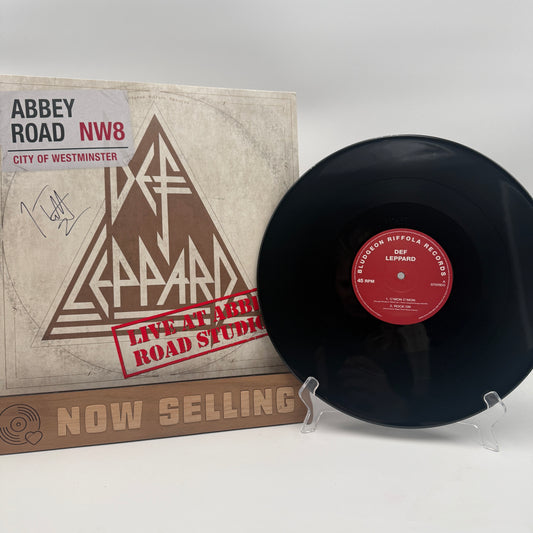 ABBEY
ROAD NW8
CITY OF WESTMINSTER
DEF
LEPPARD
LIVE AT ABB
ROAD STUDIO
NOW SELLING
BLUDGEON RIFFOLA RECORDS
DEF
LEPPARD
45 RPM
STEREO
1. C'MON C'MON
2. ROCK ON